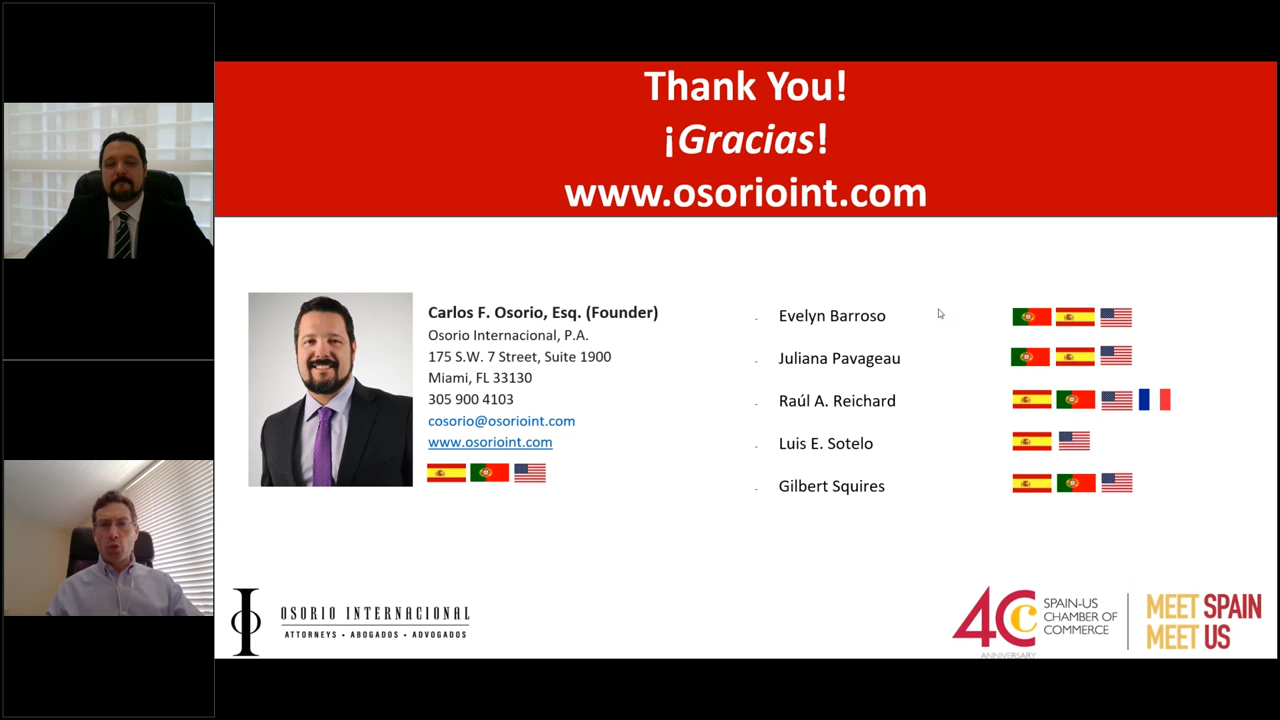 Thank You!
¡Gracias!
www.osorioint.com
Carlos F. Osorio, Esq. (Founder)
Osorio Internacional, P.A.
175 S.W. 7 Street, Suite 1900
Miami, FL 33130
305 900 4103
cosorio@osorioint.com
www.osorioint.com
- Evelyn Barroso
- Juliana Pavageau
- Raúl A. Reichard
- Luis E. Sotelo
- Gilbert Squires
OSORIO INTERNACIONAL
ATTORNEYS • ABOGADOS • ADVOGADOS
4Cc
SPAIN-US
CHAMBER OF
COMMERCE
ANNIVERSARY
MEET SPAIN
MEET US